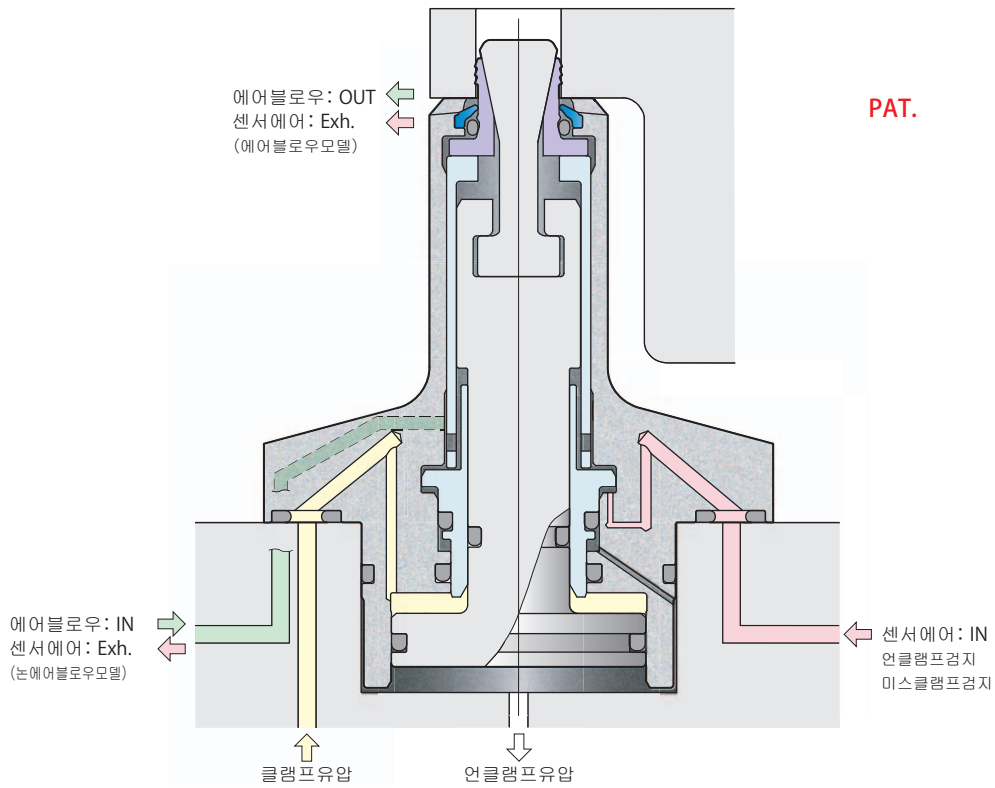 에어블로우: OUT
센서에어: Exh.
(에어블로우모델)
PAT.
에어블로우: IN
센서에어: Exh.
(논에어블로우모델)
센서에어: IN
언클램프검지
미스클램프검지
클램프유압
언클램프유압